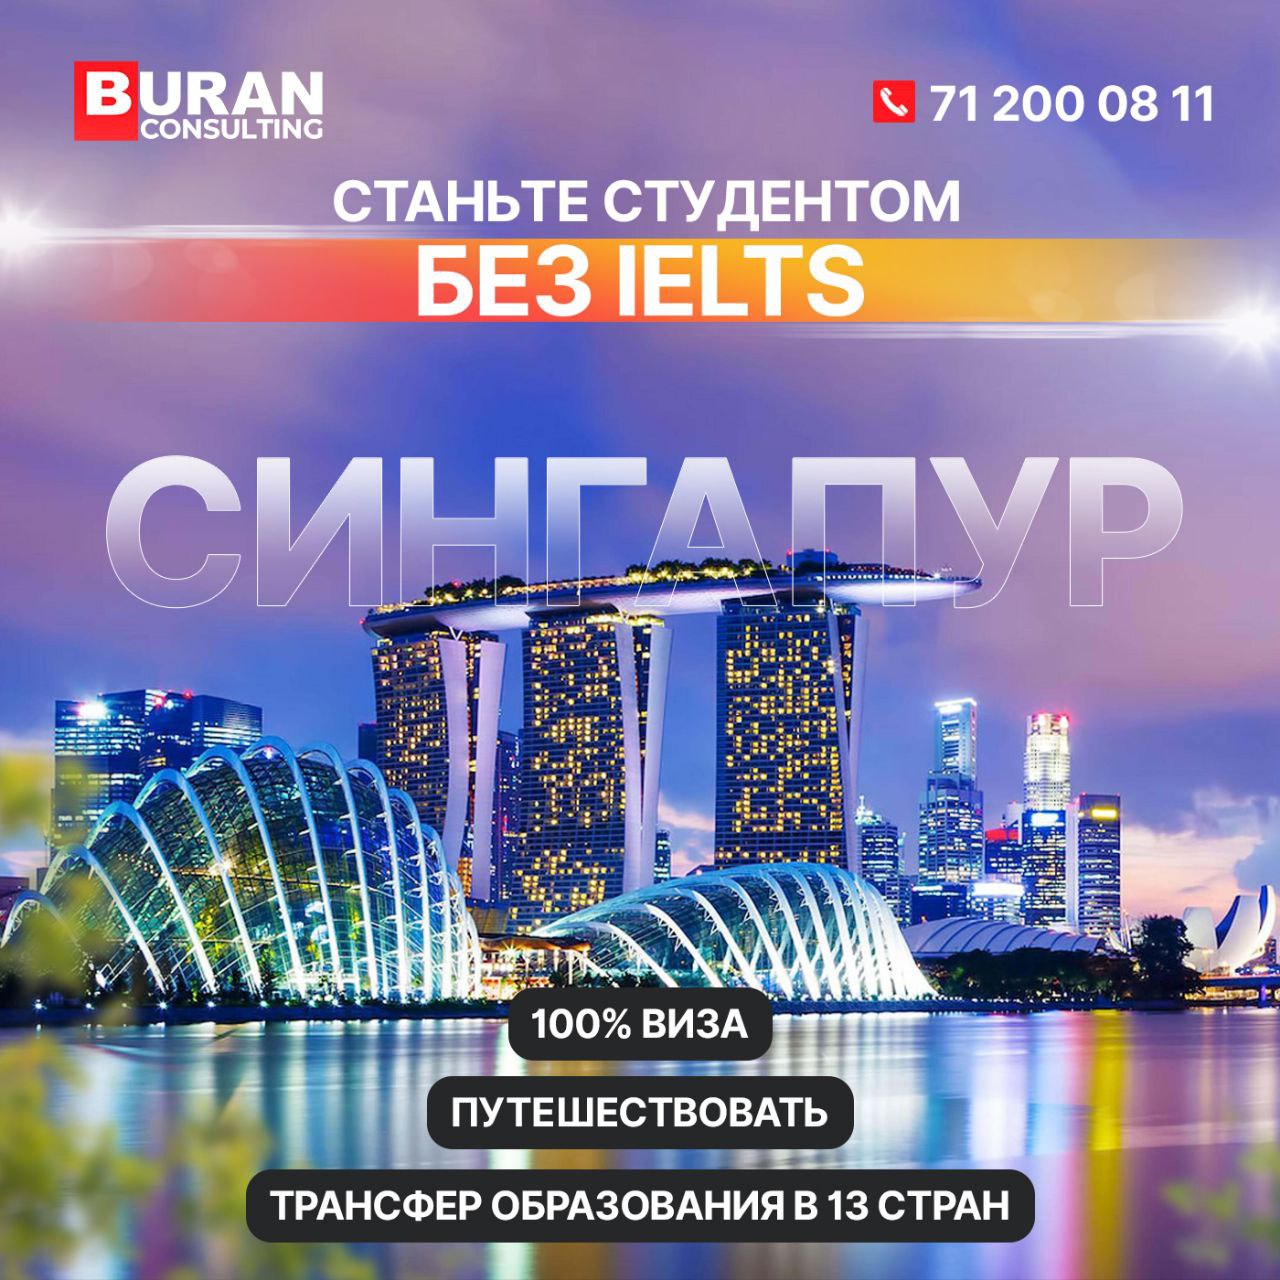 BURAN
CONSULTING
71 200 08 11
СТАНЬТЕ СТУДЕНТОМ
БЕЗ IELTS
СИНГАПУР
100% ВИЗА
ПУТЕШЕСТВОВАТЬ
ТРАНСФЕР ОБРАЗОВАНИЯ В 13 СТРАН